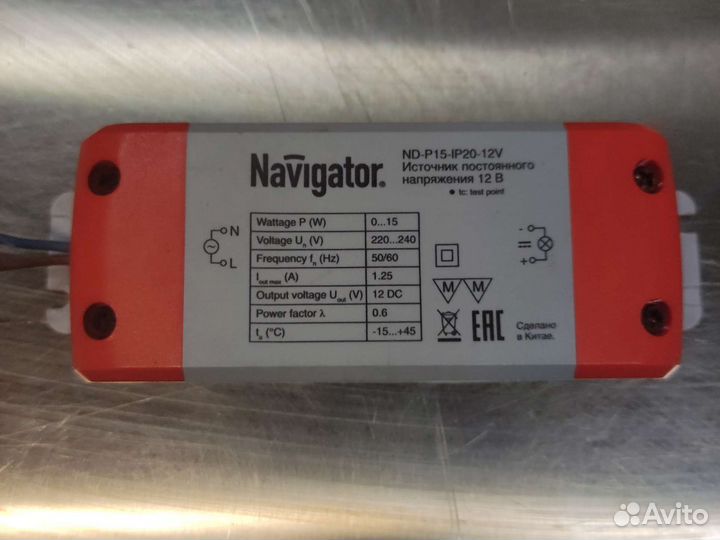 Navigator®
ND-P15-IP20-12V
Источник постоянного
напряжения 12 В
• tc: test point
N
L
Wattage P (W) 0...15
Voltage Un (V) 220...240
Frequency fn (Hz) 50/60
Iout max (A) 1.25
Output voltage Uout (V) 12 DC
Power factor λ 0.6
ta (°C) -15...+45
-
+
M M
EAC
Сделано
в Китае.
Avito